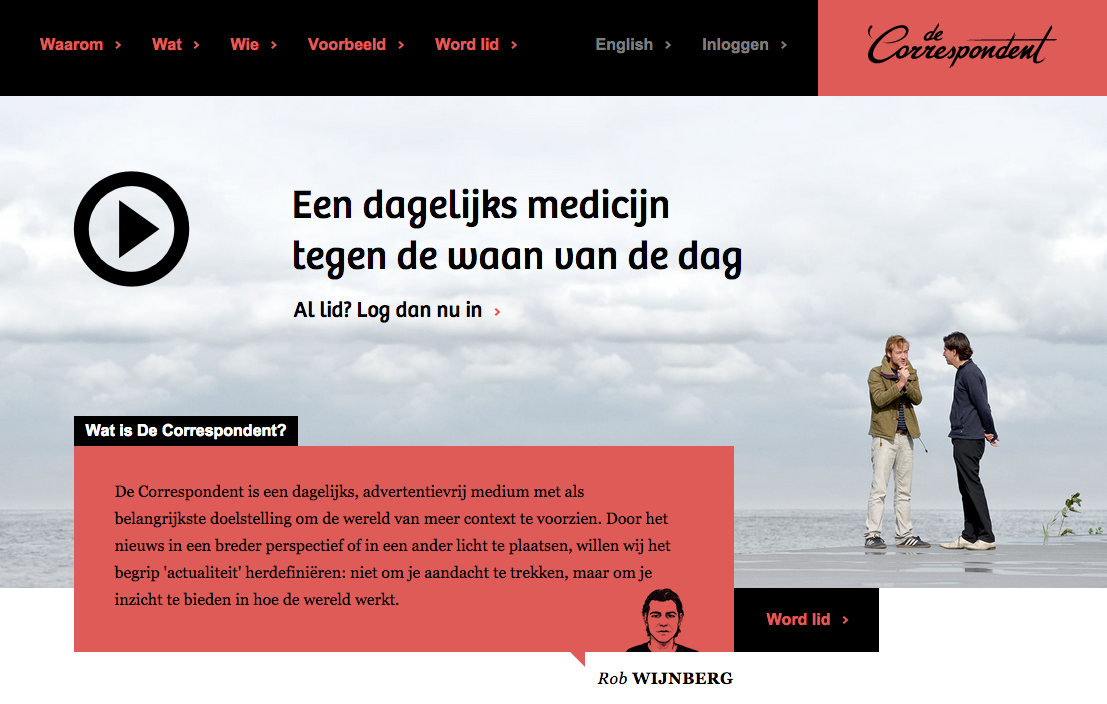 Waarom
Wat
Wie
Voorbeeld
Word lid
English
Inloggen
de
Correspondent
Een dagelijks medicijn
tegen de waan van de dag
Al lid? Log dan nu in
Wat is De Correspondent?
De Correspondent is een dagelijks, advertentievrij medium met als
belangrijkste doelstelling om de wereld van meer context te voorzien. Door het
nieuws in een breder perspectief of in een ander licht te plaatsen, willen wij het
begrip 'actualiteit' herdefiniëren: niet om je aandacht te trekken, maar om je
inzicht te bieden in hoe de wereld werkt.
Word lid
Rob WIJNBERG